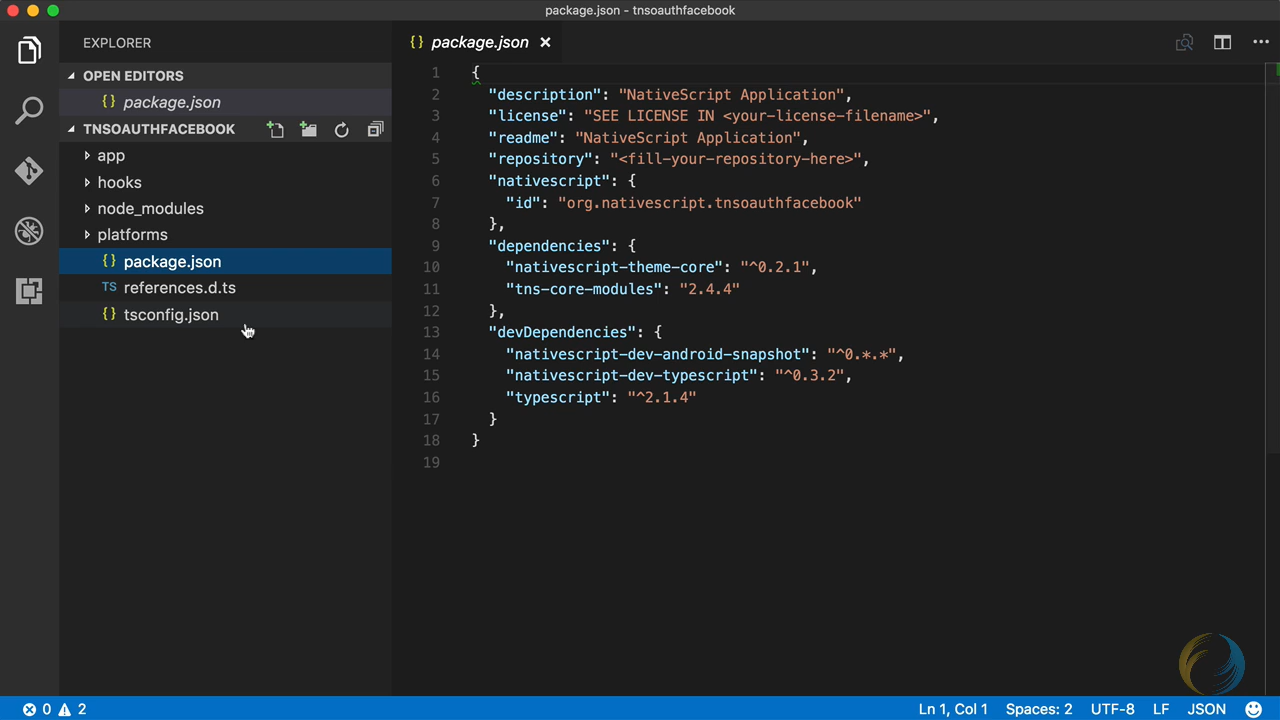 package.json - tnsoauthfacebook
EXPLORER
OPEN EDITORS
{} package.json
TNSOAUTHFACEBOOK
app
hooks
node_modules
platforms
{} package.json
TS references.d.ts
{} tsconfig.json
{} package.json ×
1 {
2 "description": "NativeScript Application",
3 "license": "SEE LICENSE IN <your-license-filename>",
4 "readme": "NativeScript Application",
5 "repository": "<fill-your-repository-here>",
6 "nativescript": {
7 "id": "org.nativescript.tnsoauthfacebook"
8 },
9 "dependencies": {
10 "nativescript-theme-core": "^0.2.1",
11 "tns-core-modules": "2.4.4"
12 },
13 "devDependencies": {
14 "nativescript-dev-android-snapshot": "^0.*.*",
15 "nativescript-dev-typescript": "^0.3.2",
16 "typescript": "^2.1.4"
17 }
18 }
19
0 2
Ln 1, Col 1 Spaces: 2 UTF-8 LF JSON